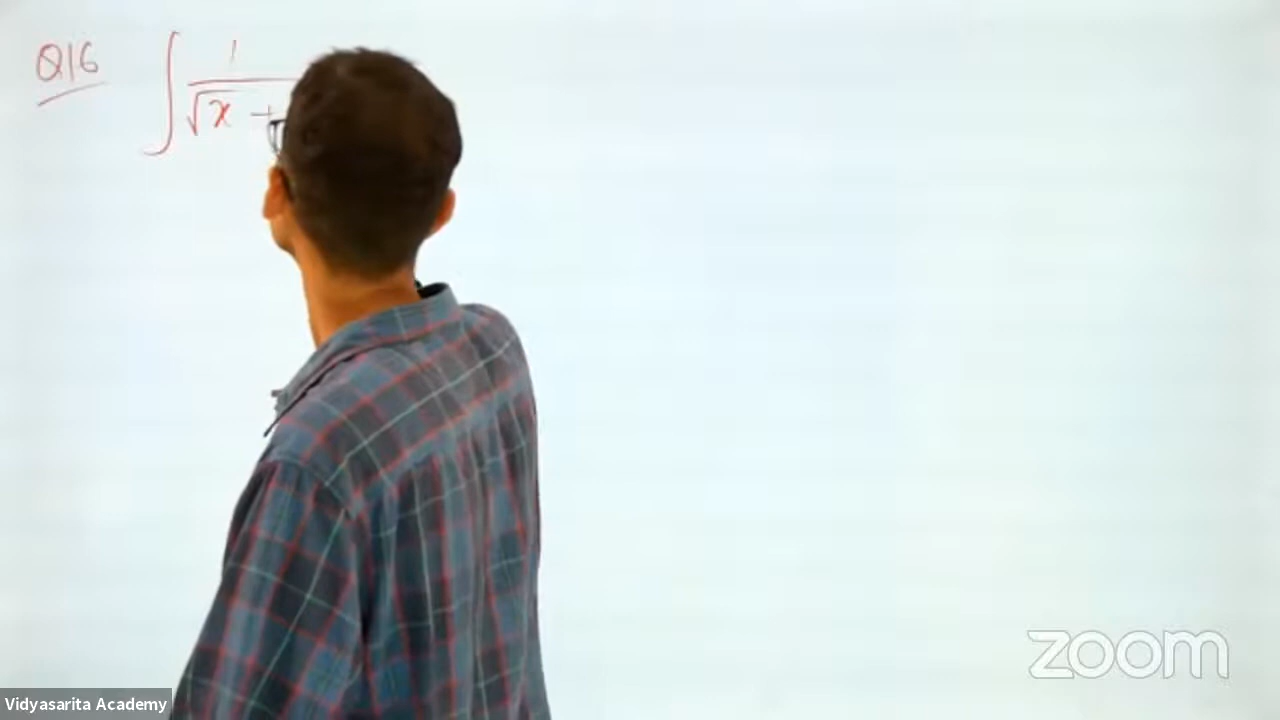 Q16 ∫ 1 / √x +
zoom
Vidyasarita Academy